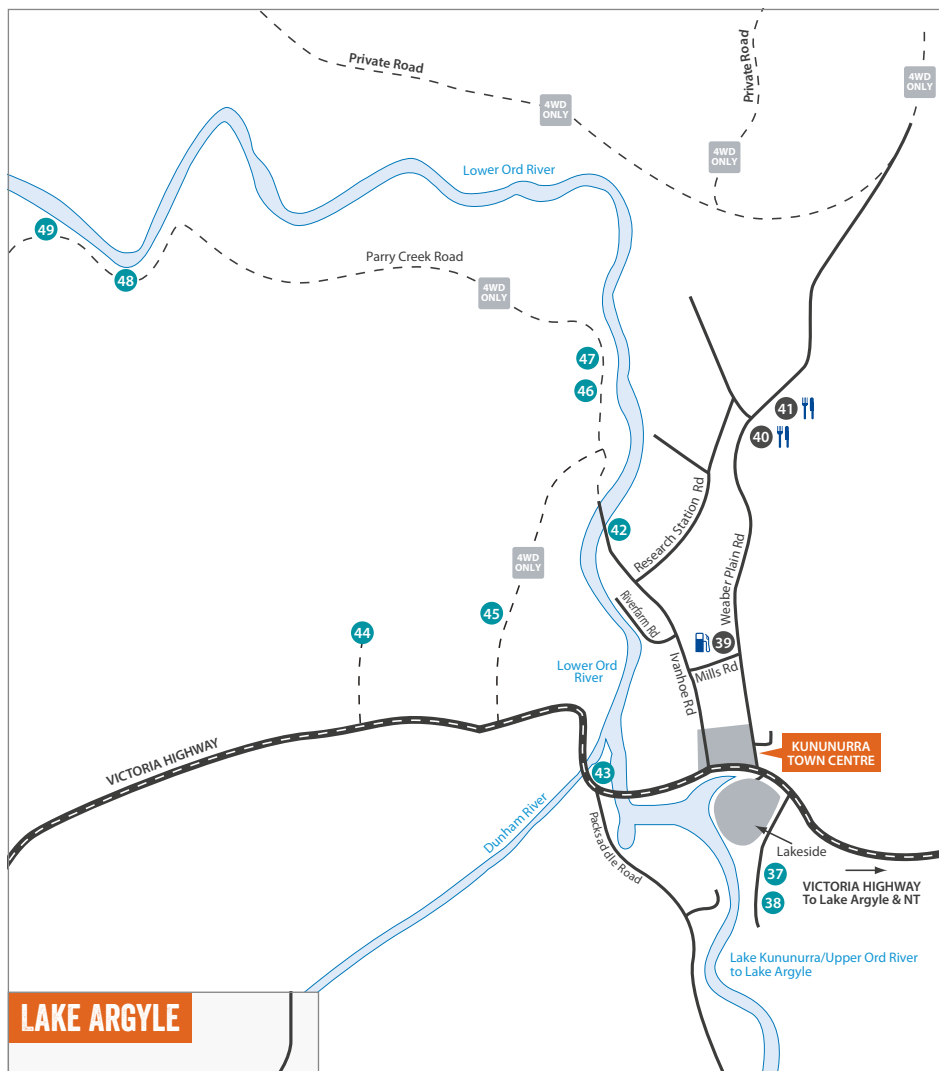 Private Road
Private Road
4WD
ONLY
4WD
ONLY
4WD
ONLY
Lower Ord River
49
48
Parry Creek Road
4WD
ONLY
47
46
41
40
42
Research Station Rd
Weaber Plain Rd
4WD
ONLY
45
44
Riverfarm Rd
39
Mills Rd
Ivanhoe Rd
Lower Ord
River
KUNUNURRA
TOWN CENTRE
VICTORIA HIGHWAY
43
Dunham River
Packsaddle Road
Lakeside
37
38
VICTORIA HIGHWAY
To Lake Argyle & NT
Lake Kununurra/Upper Ord River
to Lake Argyle
LAKE ARGYLE